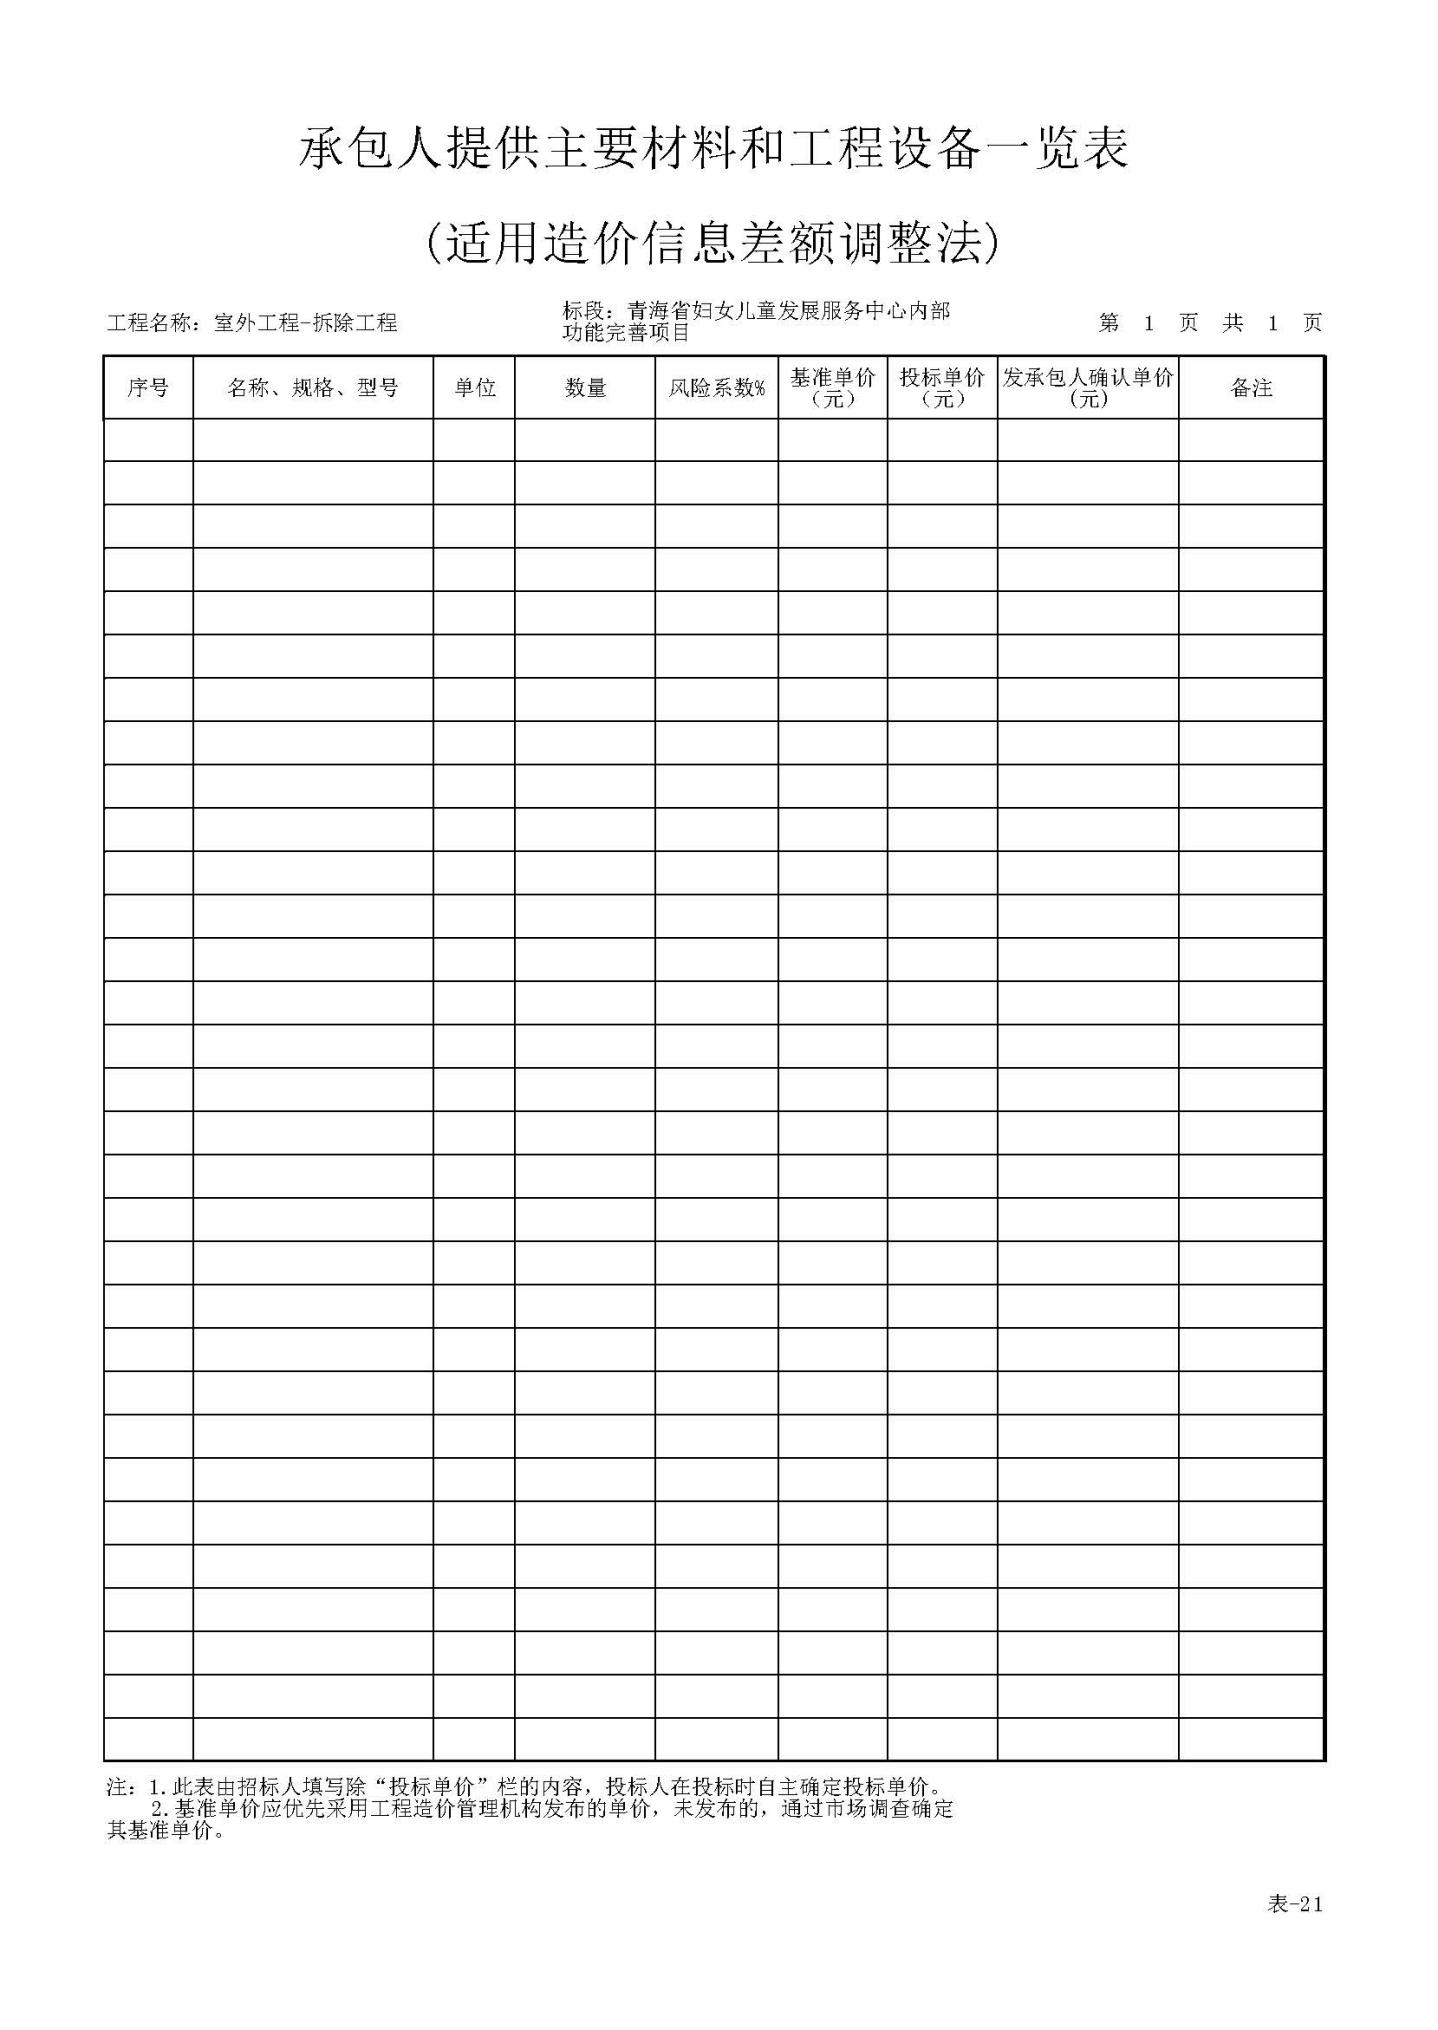 承包人提供主要材料和工程设备一览表
(适用造价信息差额调整法)
工程名称：室外工程-拆除工程
标段：青海省妇女儿童发展服务中心内部
功能完善项目
第 1 页 共 1 页
序号
名称、规格、型号
单位
数量
风险系数%
基准单价
（元）
投标单价
（元）
发承包人确认单价
(元)
备注
注：1.此表由招标人填写除“投标单价”栏的内容，投标人在投标时自主确定投标单价。
2.基准单价应优先采用工程造价管理机构发布的单价，未发布的，通过市场调查确定
其基准单价。
表-21